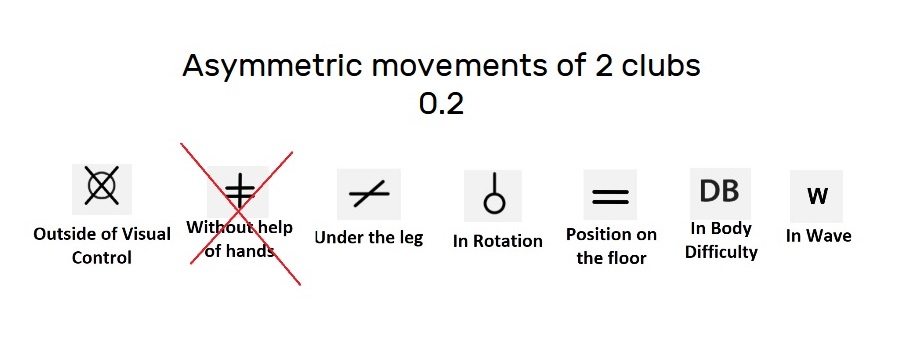 Asymmetric movements of 2 clubs
0.2
DB
W
Outside of Visual
Control
Without help
of hands
Under the leg
In Rotation
Position on
the floor
In Body
Difficulty
In Wave